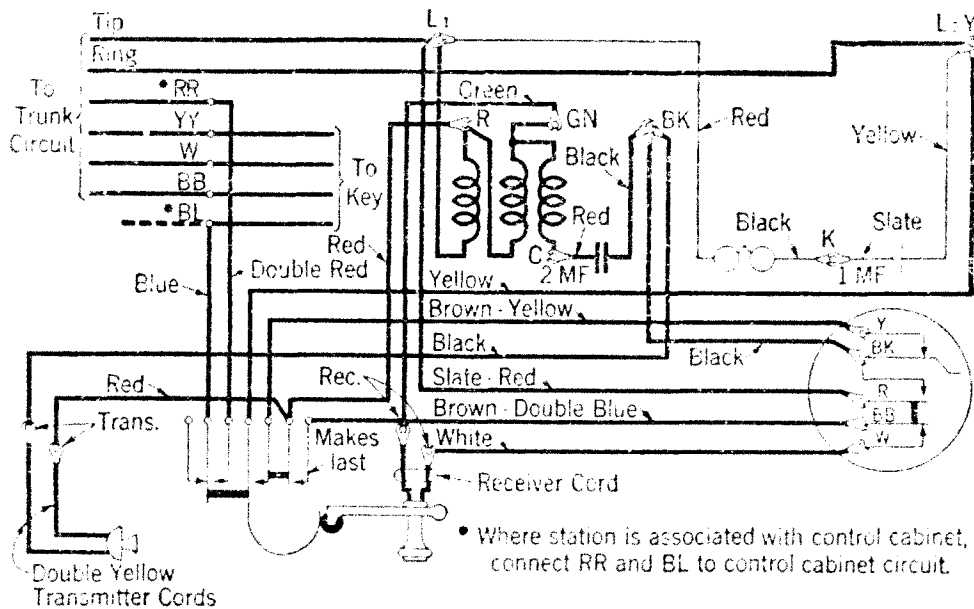 Tip
L1
L2Y
Ring
To
Trunk
Circuit
• RR
YY
W
BB
• BL
To
Key
Green
R
GN
BK
Red
Black
Yellow
Red
C
2 MF
Black
K
Slate
1 MF
Blue
Double Red
Red
Yellow
Brown - Yellow
Black
Black
Y
BK
R
BB
W
Red
Rec.
Slate - Red
Brown - Double Blue
Trans.
Makes
last
White
Receiver Cord
Double Yellow
Transmitter Cords
• Where station is associated with control cabinet,
connect RR and BL to control cabinet circuit.